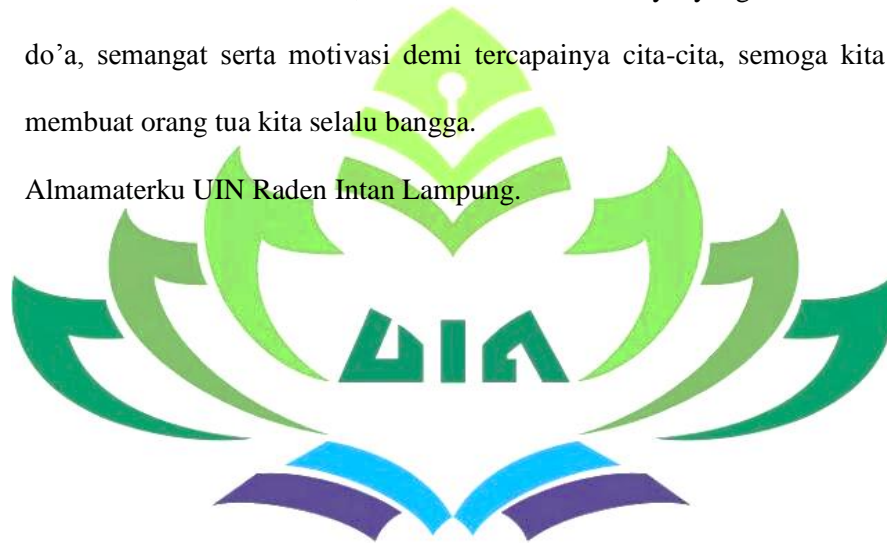 do’a, semangat serta motivasi demi tercapainya cita-cita, semoga kita
membuat orang tua kita selalu bangga.
Almamaterku UIN Raden Intan Lampung.
UIN